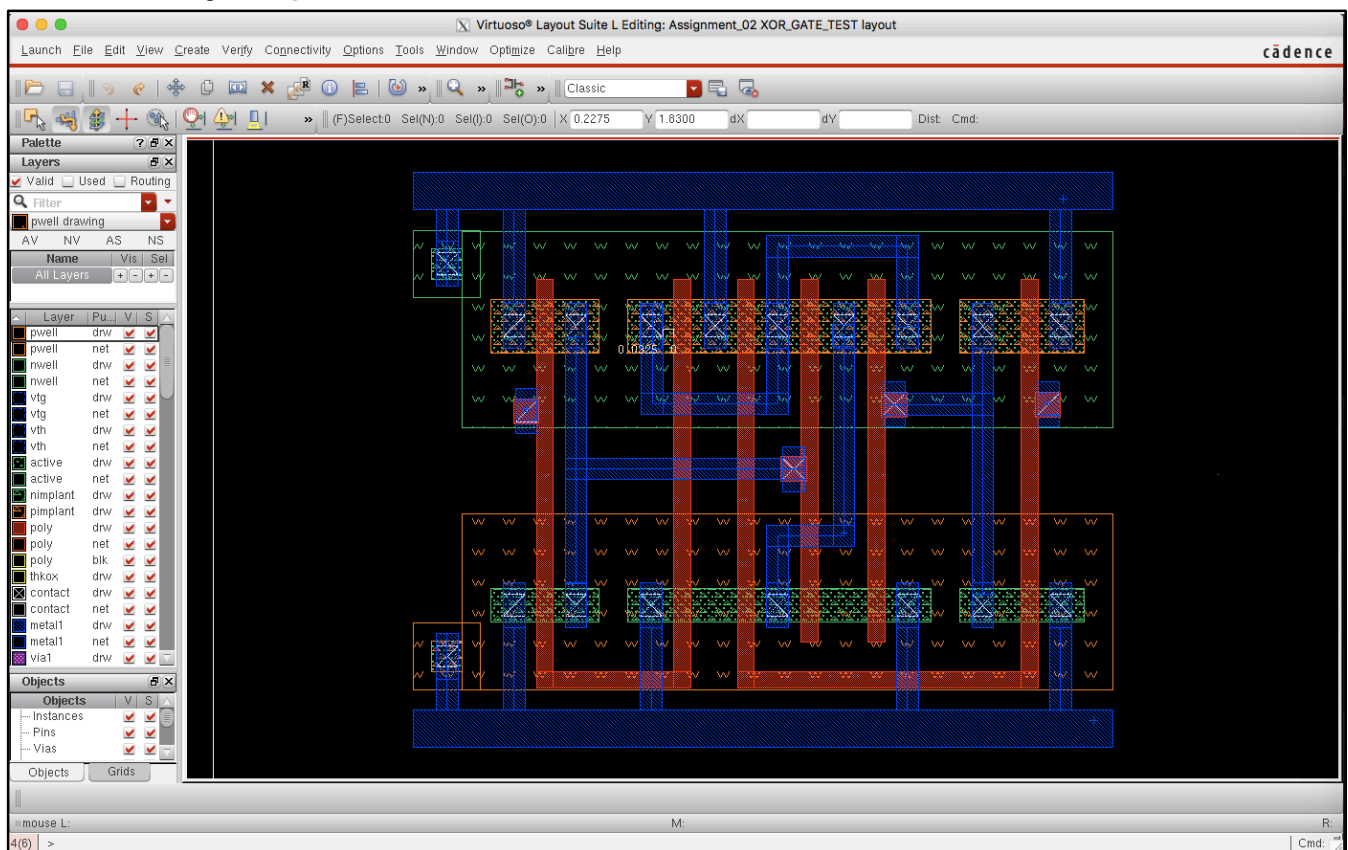 Virtuoso® Layout Suite L Editing: Assignment_02 XOR_GATE_TEST layout
Launch File Edit View Create Verify Connectivity Options Tools Window Optimize Calibre Help
cādence
» » » Classic
» (F)Select:0 Sel(N):0 Sel(I):0 Sel(O):0 X 0.2275 Y 1.8300 dX dY Dist: Cmd:
Palette
Layers
Valid Used Routing
Filter
pwell drawing
AV NV AS NS
Name Vis Sel
All Layers + - + -
Layer Pu... V S
pwell drw
pwell net
nwell drw
nwell net
vtg drw
vtg net
vth drw
vth net
active drw
active net
nimplant drw
pimplant drw
poly drw
poly net
poly blk
thkox drw
contact drw
contact net
metal1 drw
metal1 net
via1 drw
Objects
Objects V S
Instances
Pins
Vias
Objects Grids
0.0325 0
mouse L: M: R:
4(6) > Cmd: